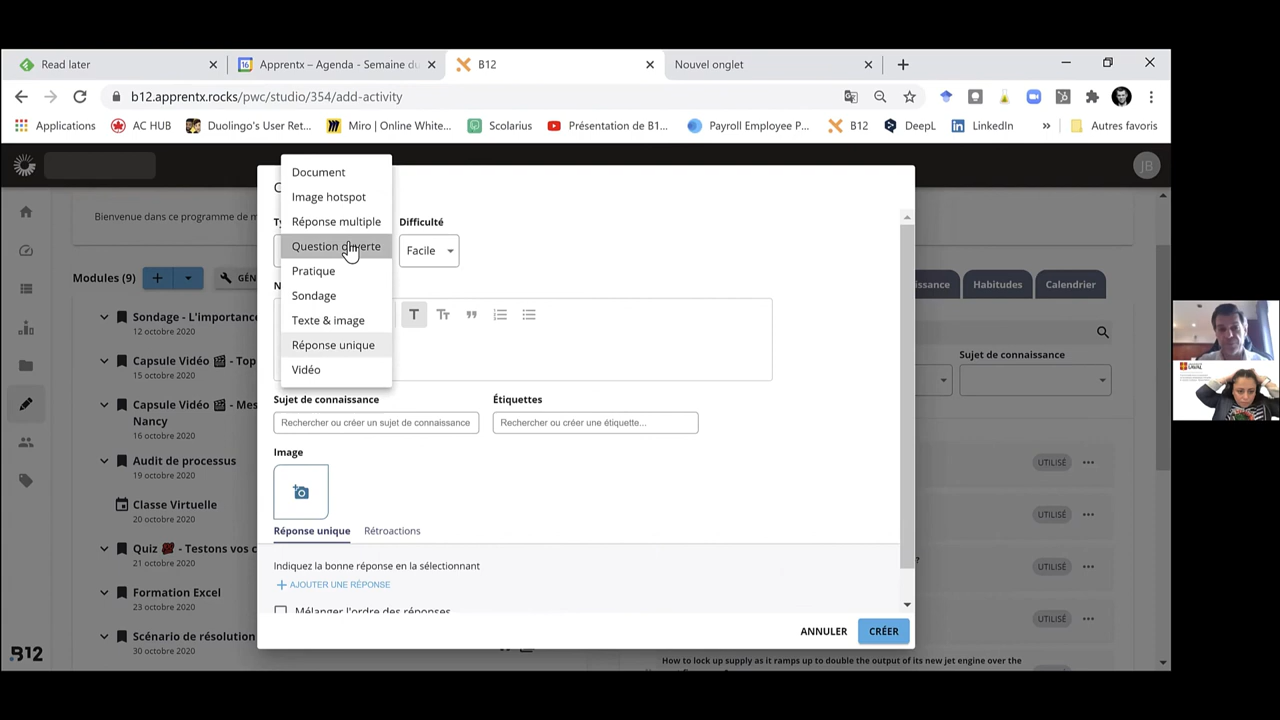 Read later
Apprentx – Agenda - Semaine du
B12
Nouvel onglet
b12.apprentx.rocks/pwc/studio/354/add-activity
Applications
AC HUB
Duolingo's User Ret...
Miro | Online White...
Scolarius
Présentation de B1...
Payroll Employee P...
B12
DeepL
LinkedIn
»
Autres favoris
JB
Bienvenue dans ce programme de m
Modules (9)
GÉN
Sondage - L'importance
12 octobre 2020
Capsule Vidéo - Top
15 octobre 2020
Capsule Vidéo - Mes
Nancy
16 octobre 2020
Audit de processus
19 octobre 2020
Classe Virtuelle
20 octobre 2020
Quiz - Testons vos c
21 octobre 2020
Formation Excel
23 octobre 2020
Scénario de résolution
30 octobre 2020
B12
Document
Image hotspot
Réponse multiple
Question ouverte
Pratique
Sondage
Texte & image
Réponse unique
Vidéo
Difficulté
Facile
Sujet de connaissance
Rechercher ou créer un sujet de connaissance
Étiquettes
Rechercher ou créer une étiquette...
Image
Réponse unique
Rétroactions
Indiquez la bonne réponse en la sélectionnant
AJOUTER UNE RÉPONSE
Mélanger l'ordre des réponses
ANNULER
CRÉER
issance
Habitudes
Calendrier
Sujet de connaissance
UTILISÉ
UTILISÉ
?
UTILISÉ
UTILISÉ
How to lock up supply as it ramps up to double the output of its new jet engine over the
LAVAL